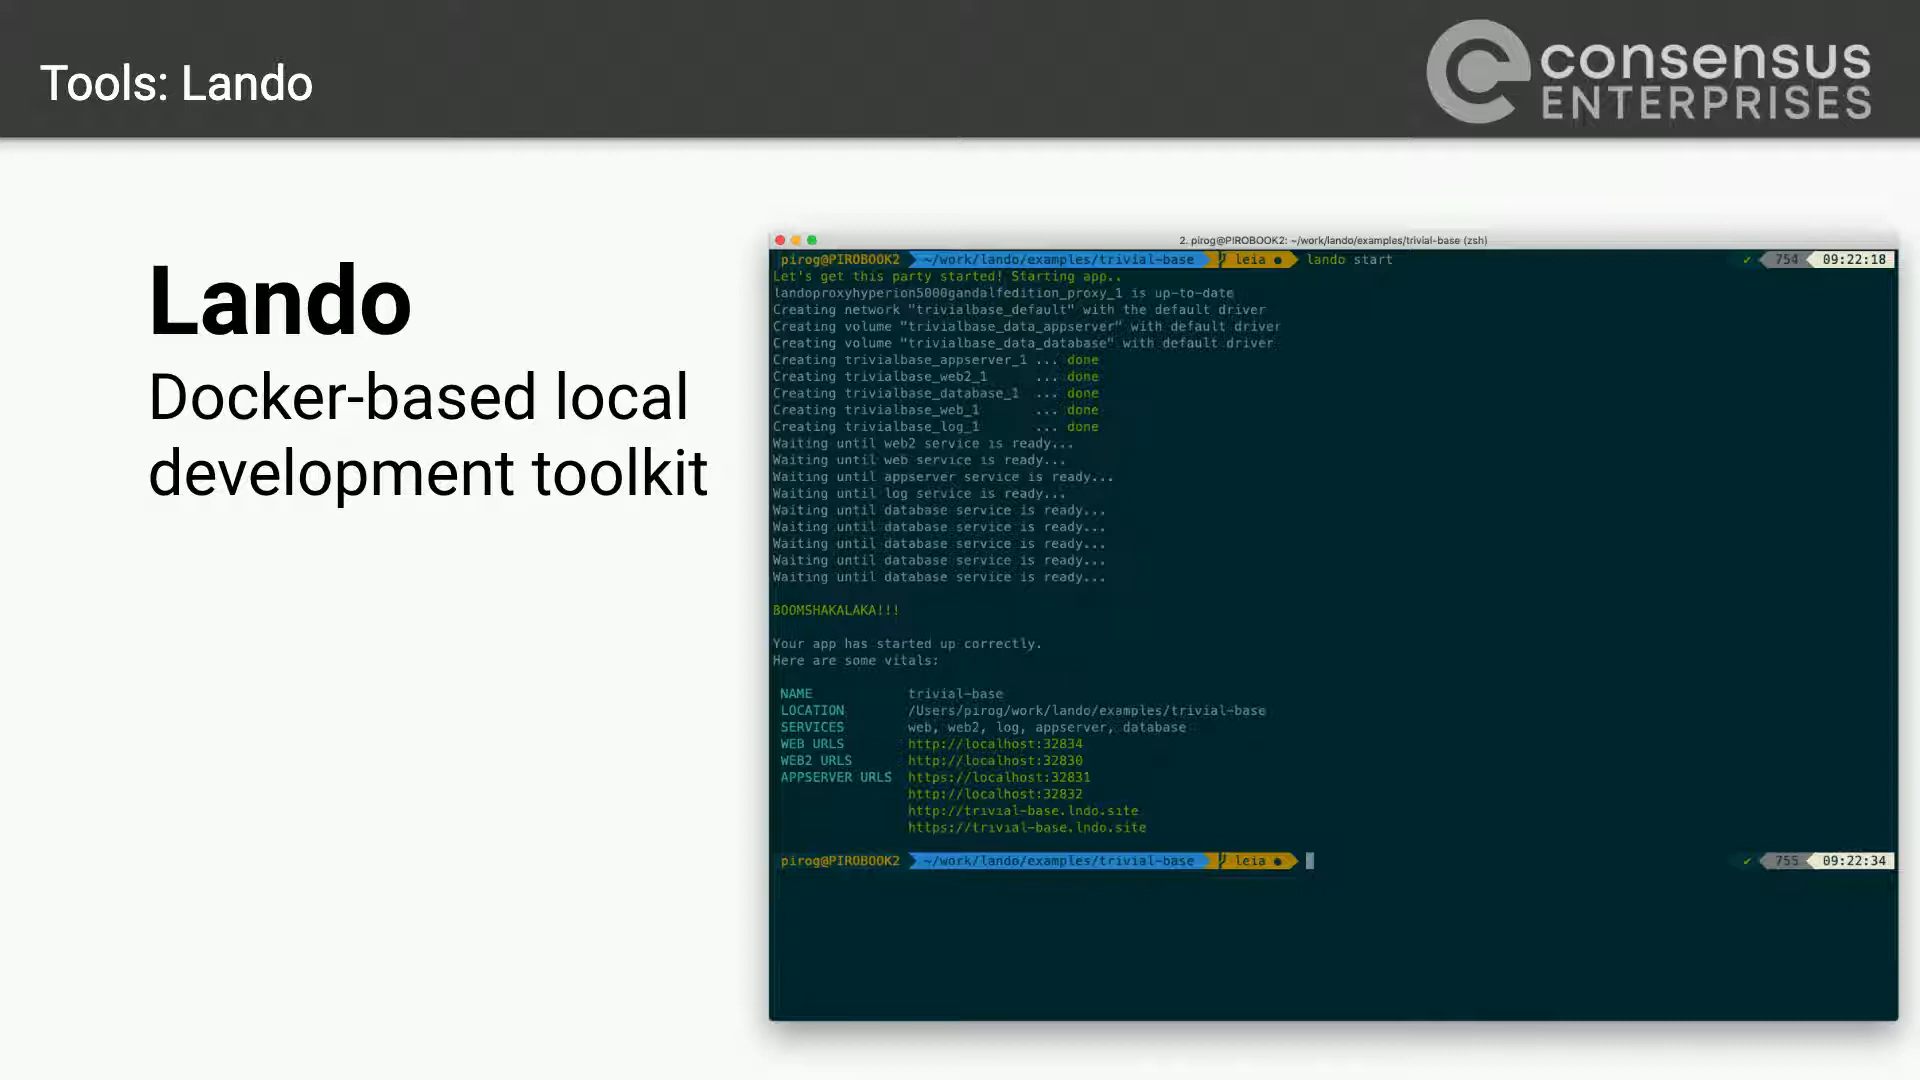 Tools: Lando
consensus
ENTERPRISES
Lando
Docker-based local
development toolkit
2. pirog@PIROBOOK2: ~/work/lando/examples/trivial-base (zsh)
pirog@PIROBOOK2 ~/work/lando/examples/trivial-base leia ● lando start ✓ 754 09:22:18
Let's get this party started! Starting app..
landoproxyhyperion5000gandalfedition_proxy_1 is up-to-date
Creating network "trivialbase_default" with the default driver
Creating volume "trivialbase_data_appserver" with default driver
Creating volume "trivialbase_data_database" with default driver
Creating trivialbase_appserver_1 ... done
Creating trivialbase_web2_1 ... done
Creating trivialbase_database_1 ... done
Creating trivialbase_web_1 ... done
Creating trivialbase_log_1 ... done
Waiting until web2 service is ready...
Waiting until web service is ready...
Waiting until appserver service is ready...
Waiting until log service is ready...
Waiting until database service is ready...
Waiting until database service is ready...
Waiting until database service is ready...
Waiting until database service is ready...
Waiting until database service is ready...
BOOMSHAKALAKA!!!
Your app has started up correctly.
Here are some vitals:
NAME trivial-base
LOCATION /Users/pirog/work/lando/examples/trivial-base
SERVICES web, web2, log, appserver, database
WEB URLS http://localhost:32834
WEB2 URLS http://localhost:32830
APPSERVER URLS https://localhost:32831
http://localhost:32832
http://trivial-base.lndo.site
https://trivial-base.lndo.site
pirog@PIROBOOK2 ~/work/lando/examples/trivial-base leia ● ✓ 755 09:22:34